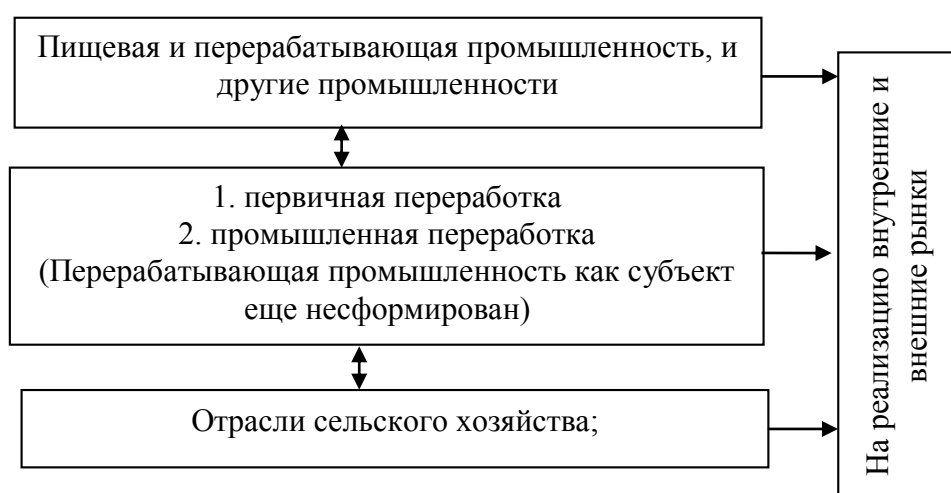 Пищевая и перерабатывающая промышленность, и
другие промышленности
1. первичная переработка
2. промышленная переработка
(Перерабатывающая промышленность как субъект
еще несформирован)
Отрасли сельского хозяйства;
На реализацию внутренние и
внешние рынки